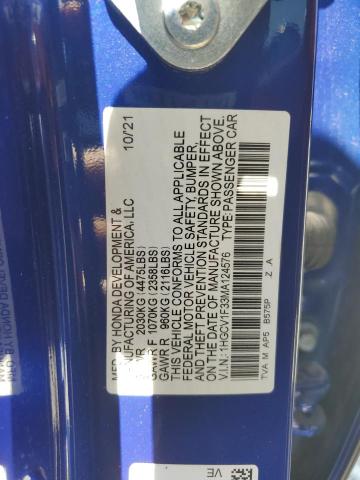 MFD BY HONDA DEVELOPMENT & 10/21
MANUFACTURING OF AMERICA, LLC
GVWR 2030KG (4475LBS)
GAWR F 1070KG (2358LBS)
GAWR R 960KG (2116LBS)
THIS VEHICLE CONFORMS TO ALL APPLICABLE
FEDERAL MOTOR VEHICLE SAFETY, BUMPER,
AND THEFT PREVENTION STANDARDS IN EFFECT
ON THE DATE OF MANUFACTURE SHOWN ABOVE.
V.I.N.: 1HGCV1F33MA124576 TYPE:PASSENGER CAR
TVA M AP5 B575P Z A
VE